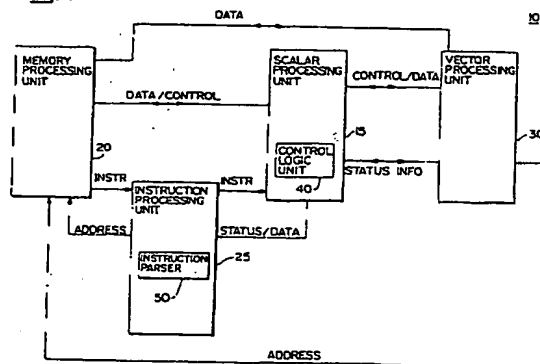 DATA
10
MEMORY
PROCESSING
UNIT
SCALAR
PROCESSING
UNIT
VECTOR
PROCESSING
UNIT
DATA/CONTROL
CONTROL/DATA
20
15
30
CONTROL
LOGIC
UNIT
40
STATUS INFO
INSTR
INSTRUCTION
PROCESSING
UNIT
INSTR
ADDRESS
STATUS/DATA
INSTRUCTION
PARSER
50
25
ADDRESS